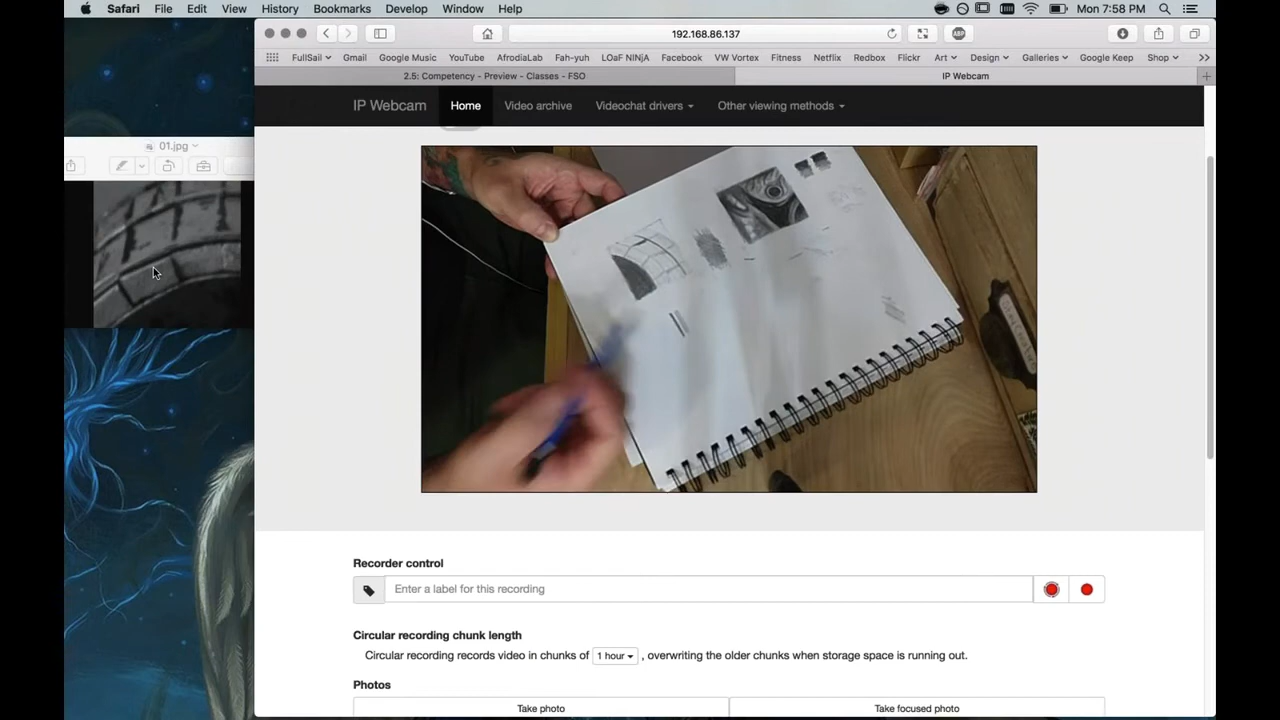 Safari File Edit View History Bookmarks Develop Window Help Mon 7:58 PM
192.168.86.137
FullSail Gmail Google Music YouTube AfrodiaLab Fah-yuh LOaF NINjA Facebook VW Vortex Fitness Netflix Redbox Flickr Art Design Galleries Google Keep Shop
2.5: Competency - Preview - Classes - FSO IP Webcam
IP Webcam Home Video archive Videochat drivers Other viewing methods
01.jpg
Recorder control
Enter a label for this recording
Circular recording chunk length
Circular recording records video in chunks of 1 hour , overwriting the older chunks when storage space is running out.
Photos
Take photo Take focused photo